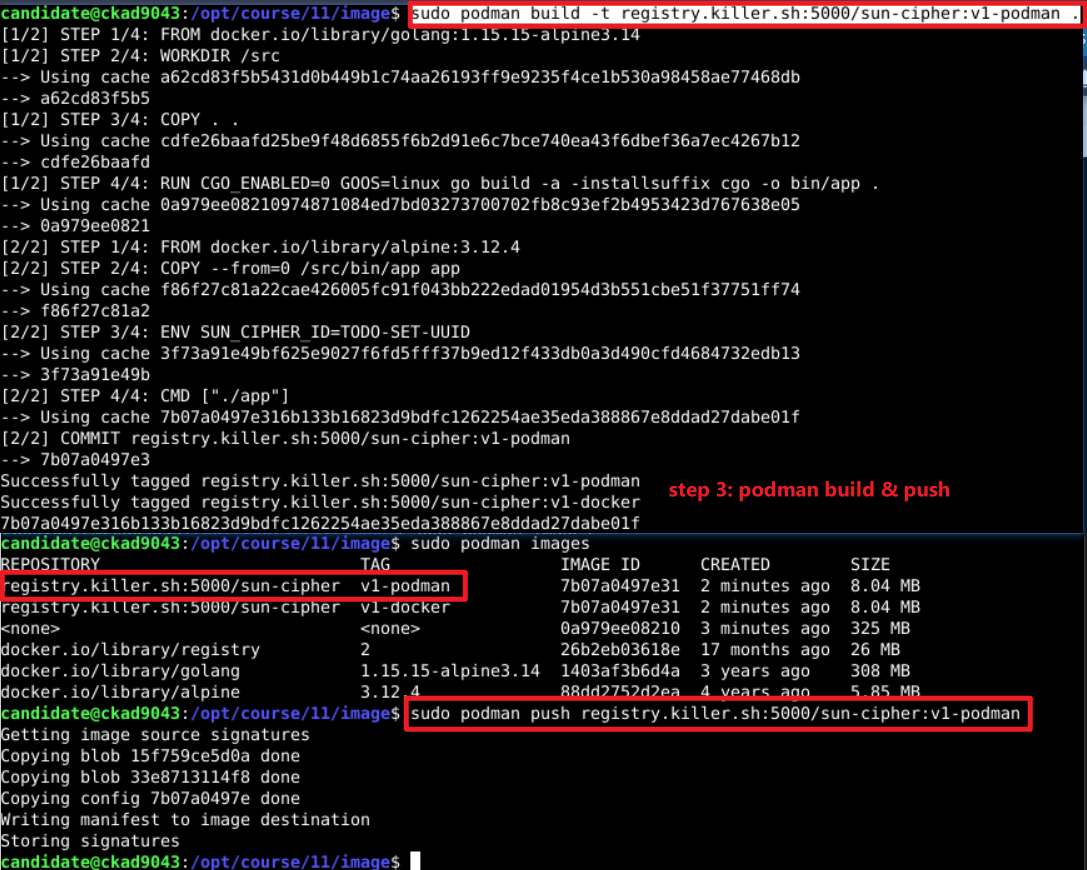 candidate@ckad9043:/opt/course/11/image$ sudo podman build -t registry.killer.sh:5000/sun-cipher:v1-podman .
[1/2] STEP 1/4: FROM docker.io/library/golang:1.15.15-alpine3.14
[1/2] STEP 2/4: WORKDIR /src
--> Using cache a62cd83f5b5431d0b449b1c74aa26193ff9e9235f4ce1b530a98458ae77468db
--> a62cd83f5b5
[1/2] STEP 3/4: COPY . .
--> Using cache cdfe26baafd25be9f48d6855f6b2d91e6c7bce740ea43f6dbef36a7ec4267b12
--> cdfe26baafd
[1/2] STEP 4/4: RUN CGO_ENABLED=0 GOOS=linux go build -a -installsuffix cgo -o bin/app .
--> Using cache 0a979ee08210974871084ed7bd03273700702fb8c93ef2b4953423d767638e05
--> 0a979ee0821
[2/2] STEP 1/4: FROM docker.io/library/alpine:3.12.4
[2/2] STEP 2/4: COPY --from=0 /src/bin/app app
--> Using cache f86f27c81a22cae426005fc91f043bb222edad01954d3b551cbe51f37751ff74
--> f86f27c81a2
[2/2] STEP 3/4: ENV SUN_CIPHER_ID=TODO-SET-UUID
--> Using cache 3f73a91e49bf625e9027f6fd5fff37b9ed12f433db0a3d490cfd4684732edb13
--> 3f73a91e49b
[2/2] STEP 4/4: CMD ["./app"]
--> Using cache 7b07a0497e316b133b16823d9bdfc1262254ae35eda388867e8ddad27dabe01f
[2/2] COMMIT registry.killer.sh:5000/sun-cipher:v1-podman
--> 7b07a0497e3
Successfully tagged registry.killer.sh:5000/sun-cipher:v1-podman
step 3: podman build & push
Successfully tagged registry.killer.sh:5000/sun-cipher:v1-docker
7b07a0497e316b133b16823d9bdfc1262254ae35eda388867e8ddad27dabe01f
candidate@ckad9043:/opt/course/11/image$ sudo podman images
REPOSITORY TAG IMAGE ID CREATED SIZE
registry.killer.sh:5000/sun-cipher v1-podman 7b07a0497e31 2 minutes ago 8.04 MB
registry.killer.sh:5000/sun-cipher v1-docker 7b07a0497e31 2 minutes ago 8.04 MB
<none> <none> 0a979ee08210 3 minutes ago 325 MB
docker.io/library/registry 2 26b2eb03618e 17 months ago 26 MB
docker.io/library/golang 1.15.15-alpine3.14 1403af3b6d4a 3 years ago 308 MB
docker.io/library/alpine 3.12.4 88dd2752d2ea 4 years ago 5.85 MB
candidate@ckad9043:/opt/course/11/image$ sudo podman push registry.killer.sh:5000/sun-cipher:v1-podman
Getting image source signatures
Copying blob 15f759ce5d0a done
Copying blob 33e8713114f8 done
Copying config 7b07a0497e done
Writing manifest to image destination
Storing signatures
candidate@ckad9043:/opt/course/11/image$